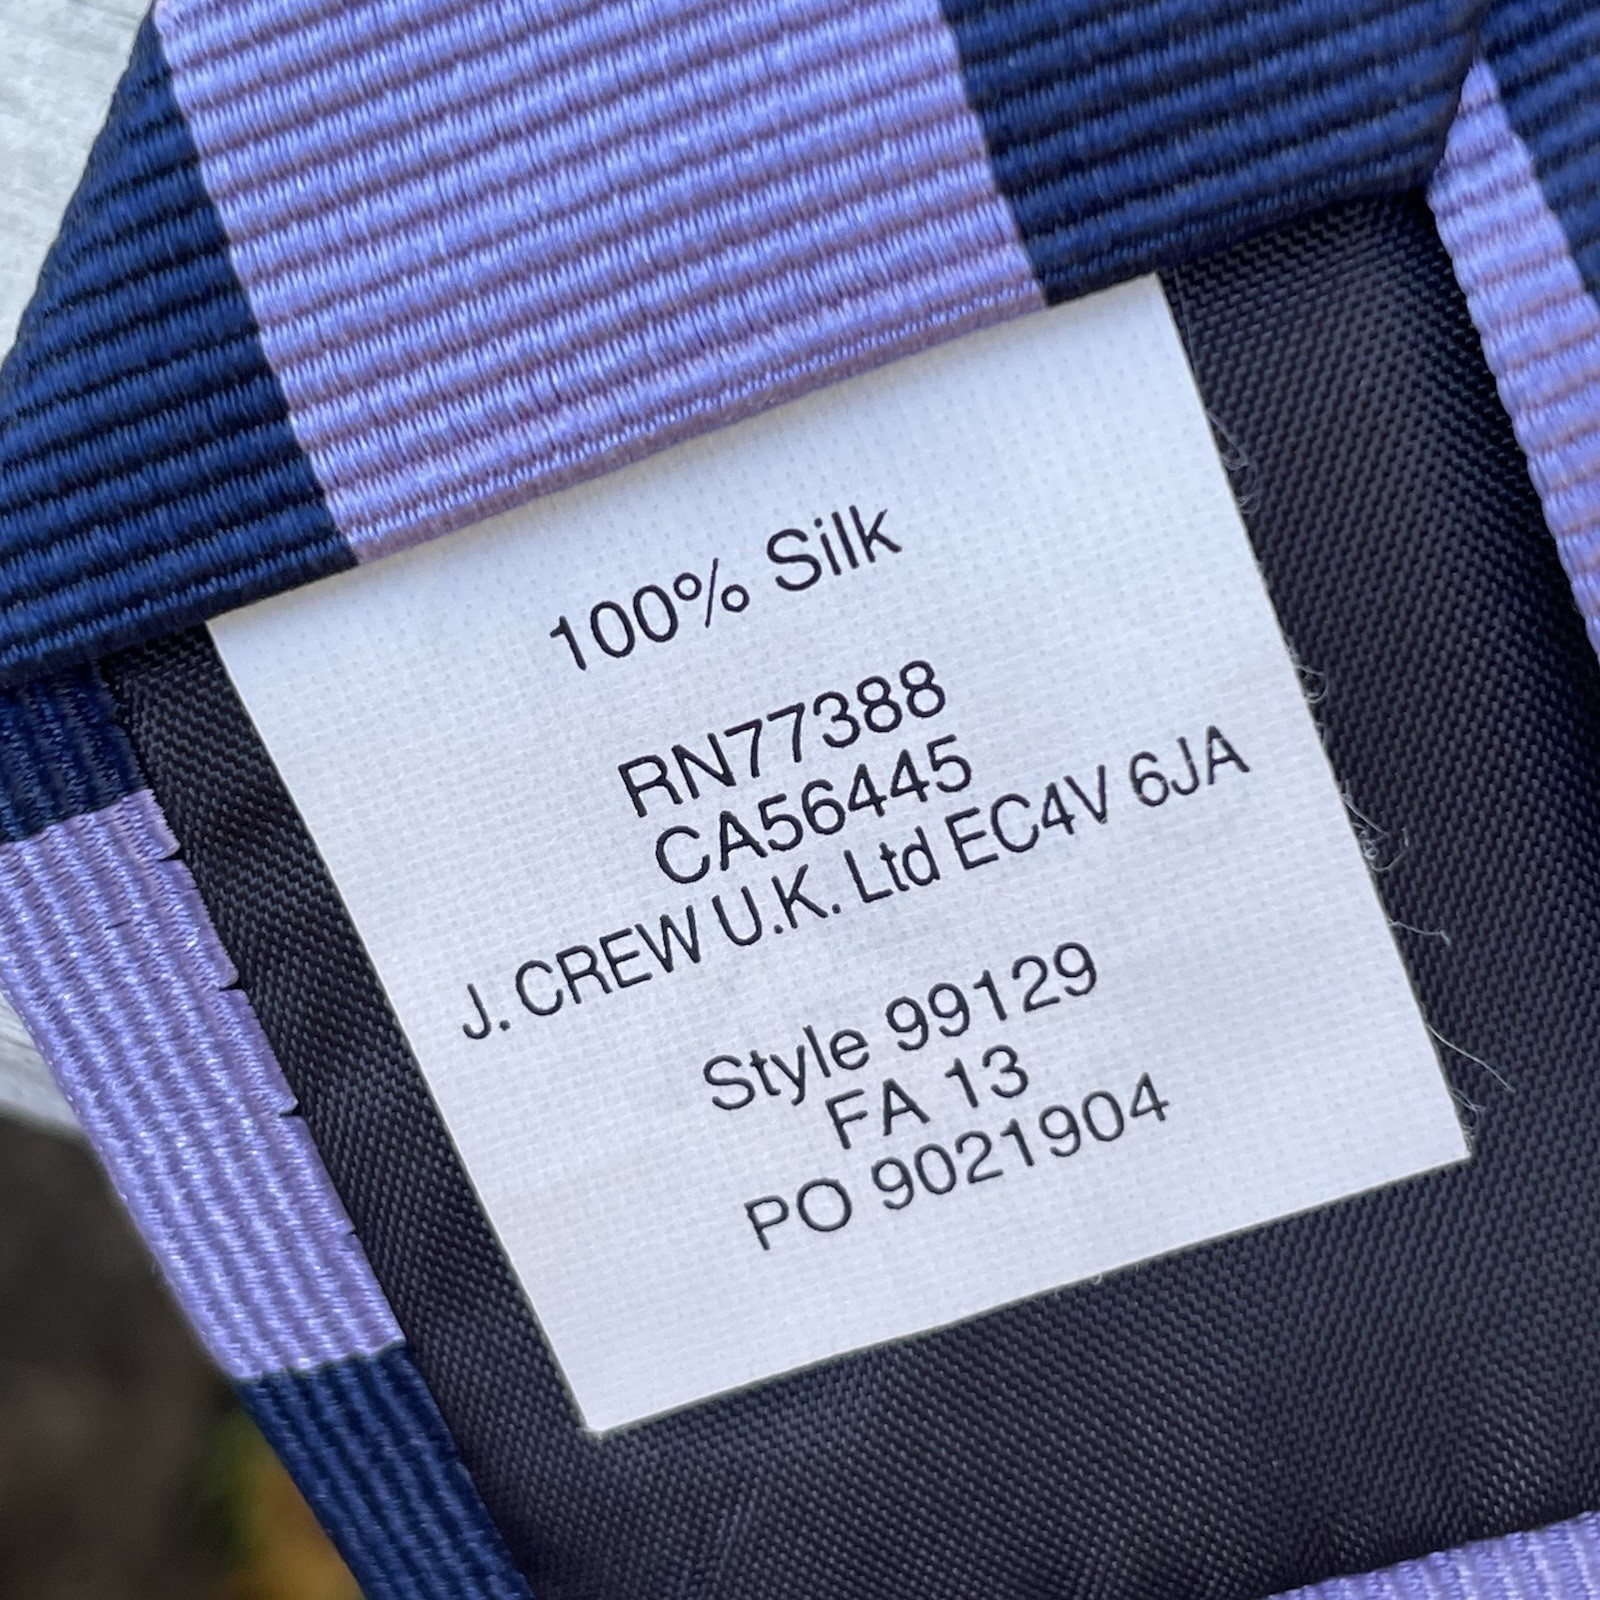 100% Silk
RN77388
CA56445
J. CREW U.K. Ltd EC4V 6JA
Style 99129
FA 13
PO 9021904